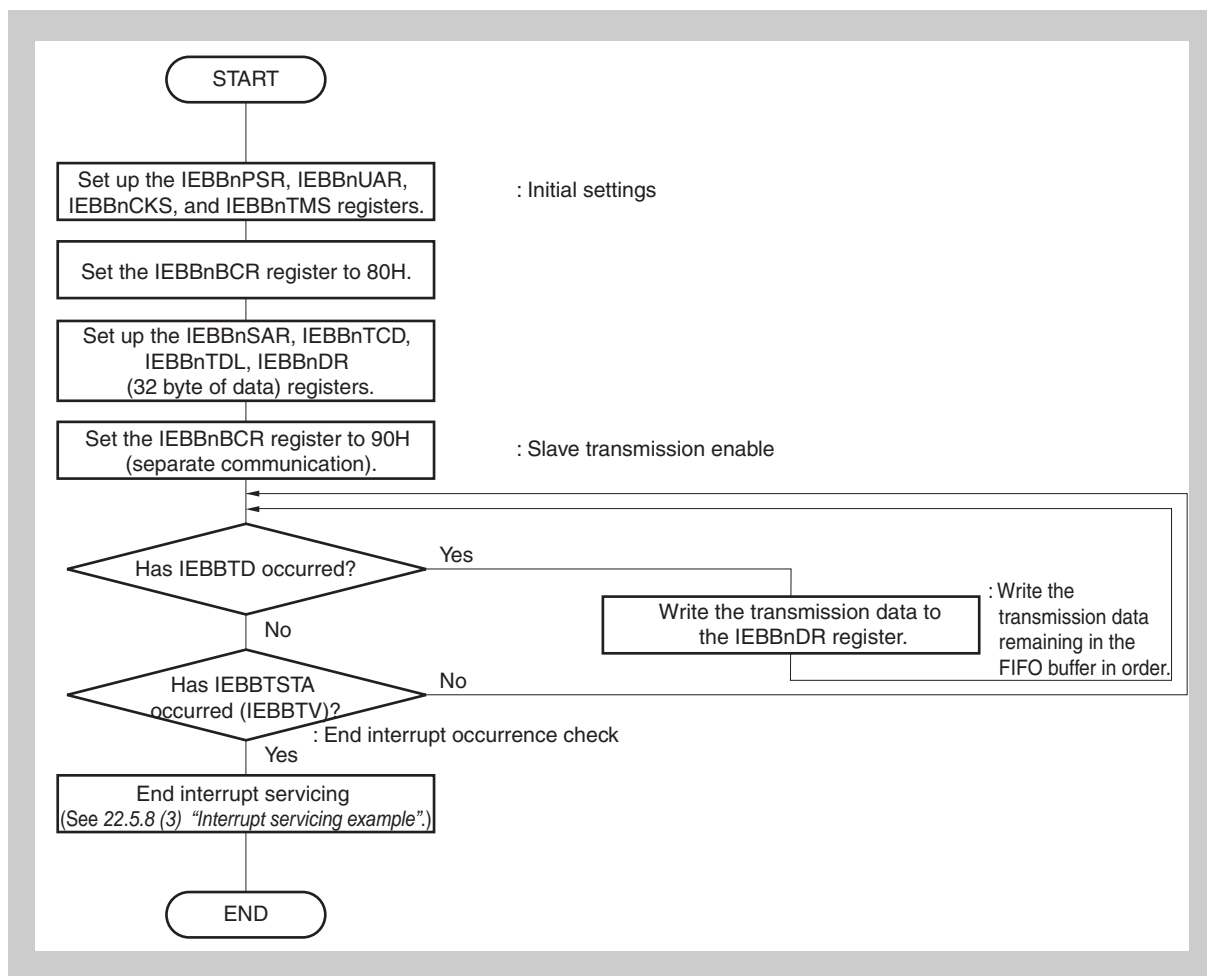 START
Set up the IEBBnPSR, IEBBnUAR,
IEBBnCKS, and IEBBnTMS registers.
: Initial settings
Set the IEBBnBCR register to 80H.
Set up the IEBBnSAR, IEBBnTCD,
IEBBnTDL, IEBBnDR
(32 byte of data) registers.
Set the IEBBnBCR register to 90H
(separate communication).
: Slave transmission enable
Has IEBBTD occurred?
Yes
Write the transmission data to
the IEBBnDR register.
: Write the
transmission data
remaining in the
FIFO buffer in order.
No
Has IEBBTSTA
occurred (IEBBTV)?
No
: End interrupt occurrence check
Yes
End interrupt servicing
(See 22.5.8 (3) “Interrupt servicing example”.)
END